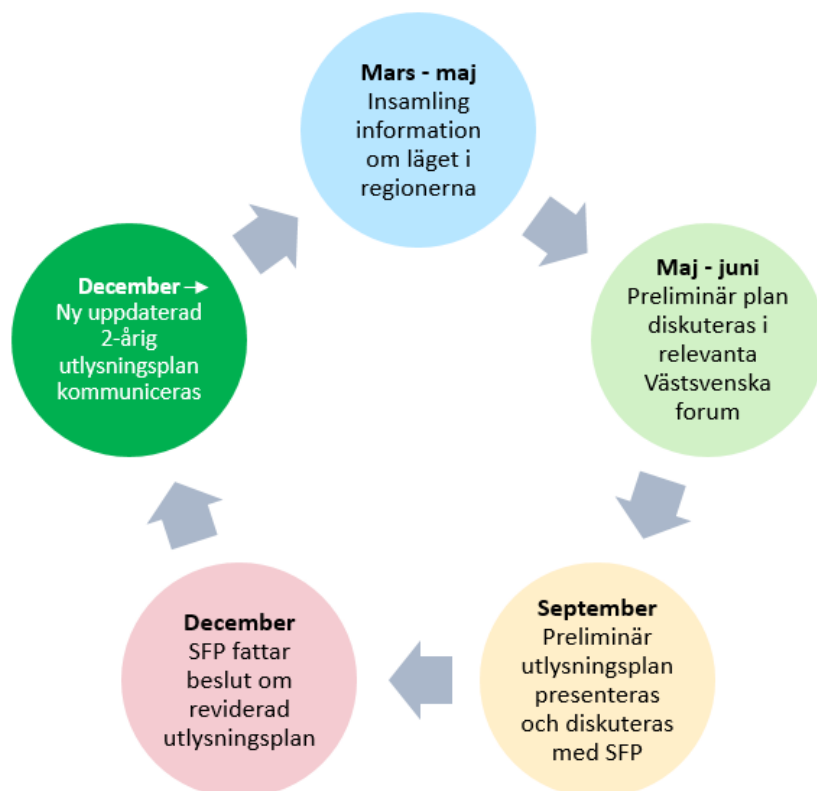 Mars - maj
Insamling
information
om läget i
regionerna
Maj - juni
Preliminär plan
diskuteras i
relevanta
Västsvenska
forum
September
Preliminär
utlysningsplan
presenteras
och diskuteras
med SFP
December
SFP fattar
beslut om
reviderad
utlysningsplan
December →
Ny uppdaterad
2-årig
utlysningsplan
kommuniceras